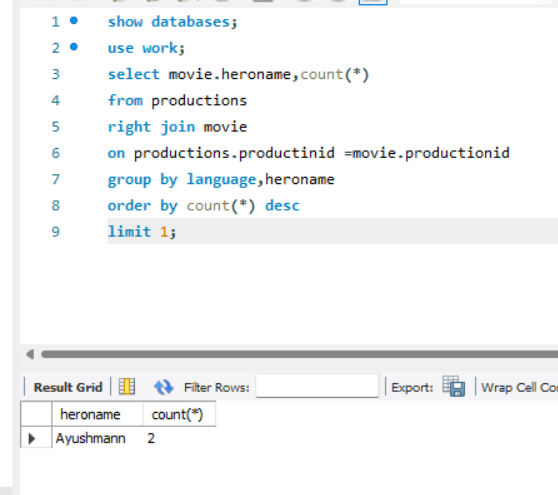 1 show databases;
2 use work;
3 select movie.heroname,count(*)
4 from productions
5 right join movie
6 on productions.productinid =movie.productionid
7 group by language,heroname
8 order by count(*) desc
9 limit 1;
Result Grid Filter Rows: Export: Wrap Cell Co
heroname count(*)
Ayushmann 2